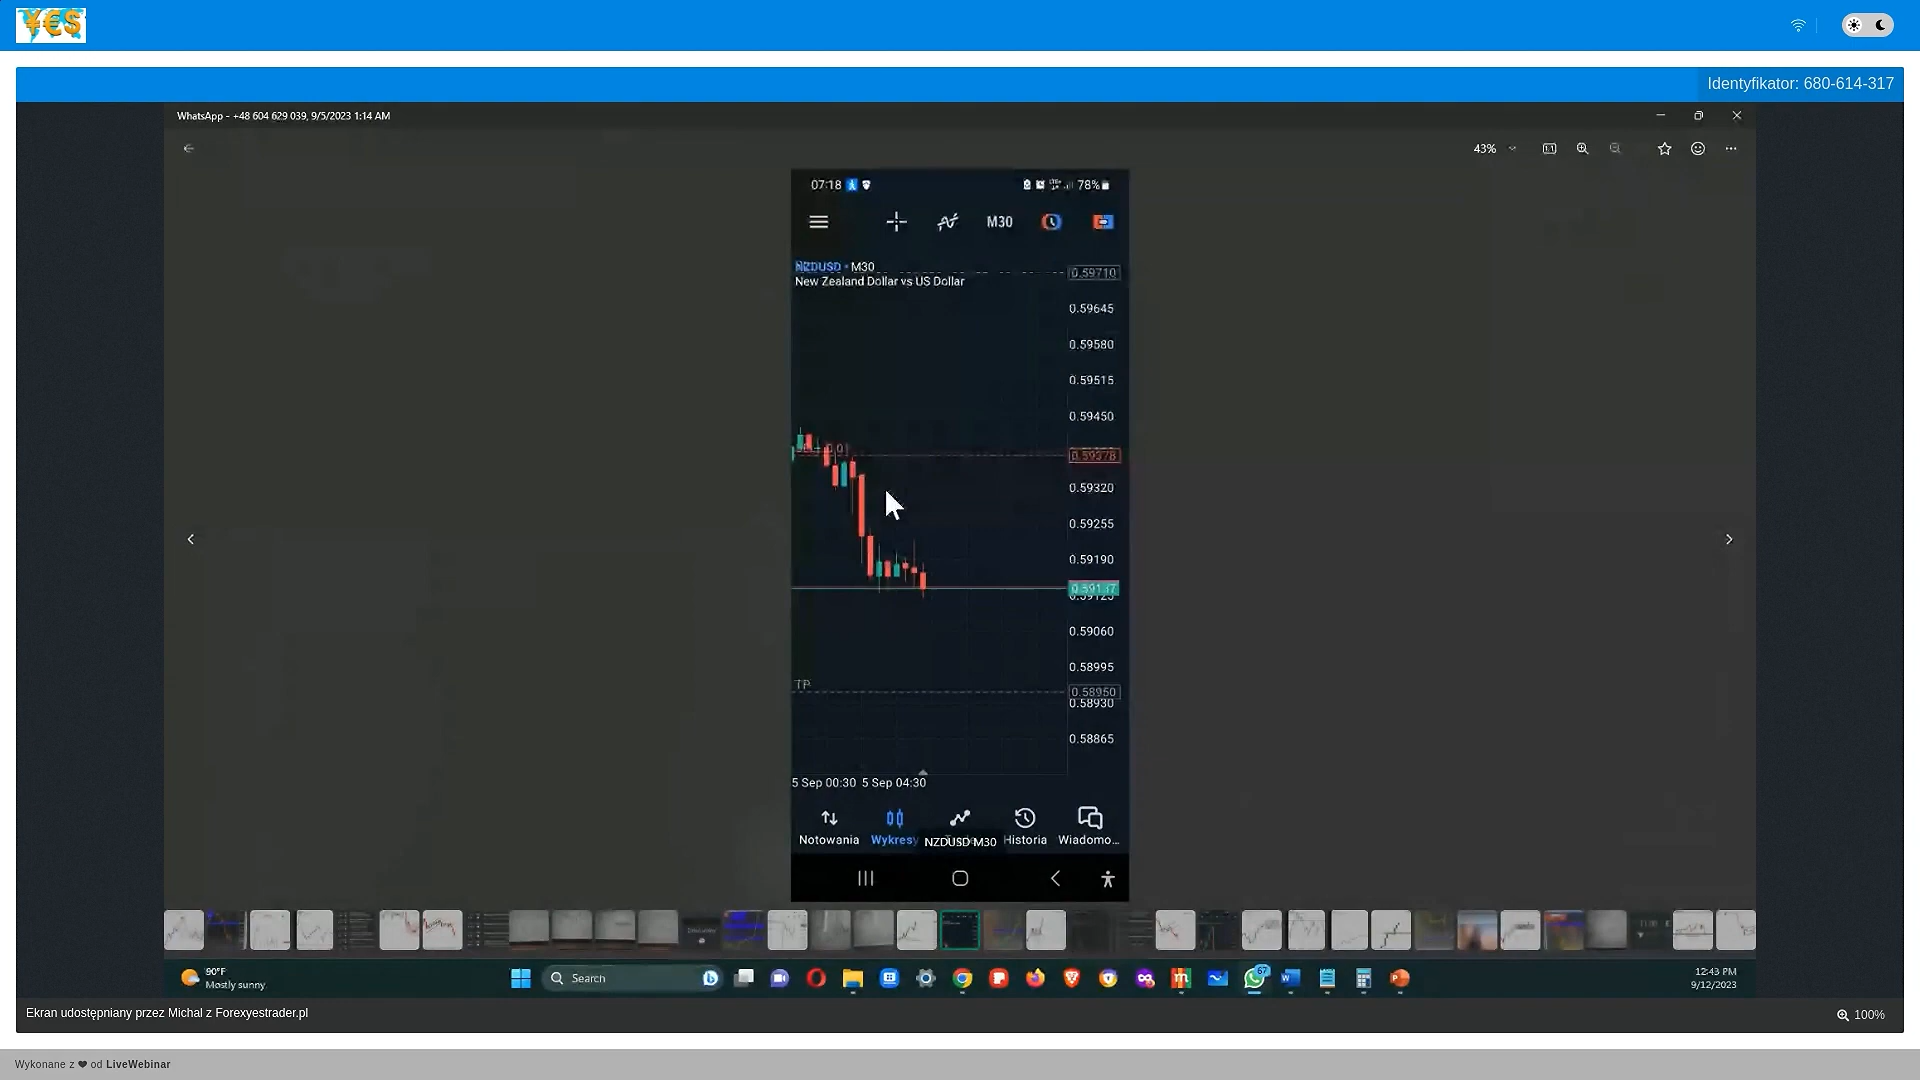 ¥€$
Identyfikator: 680-614-317
WhatsApp - +48 604 629 039, 9/5/2023 1:14 AM
43%
07:18
78%
M30
NZDUSD • M30
New Zealand Dollar vs US Dollar
0.59710
0.59645
0.59580
0.59515
0.59450
0.59378
0.59320
0.59255
0.59190
0.59137
0.59125
0.59060
0.58995
TP
0.58950
0.58930
0.58865
5 Sep 00:30 5 Sep 04:30
Notowania Wykresy Historia Wiadomo...
NZDUSD M30
90°F
Mostly sunny
Search
67
12:43 PM
9/12/2023
Ekran udostępniany przez Michal z Forexyestrader.pl
100%
Wykonane z ❤ od LiveWebinar